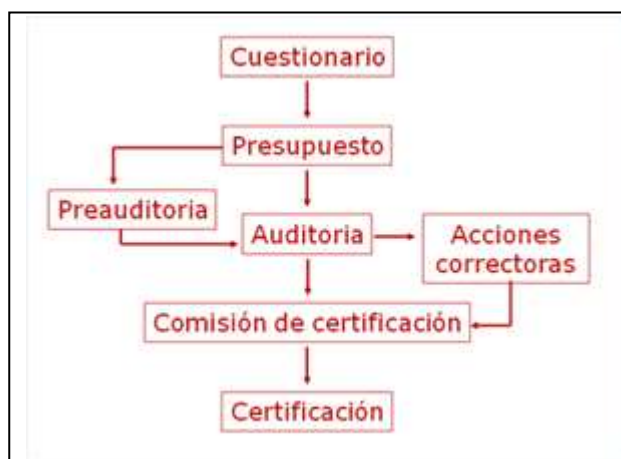 Cuestionario
Presupuesto
Preauditoria
Auditoria
Acciones
correctoras
Comisión de certificación
Certificación